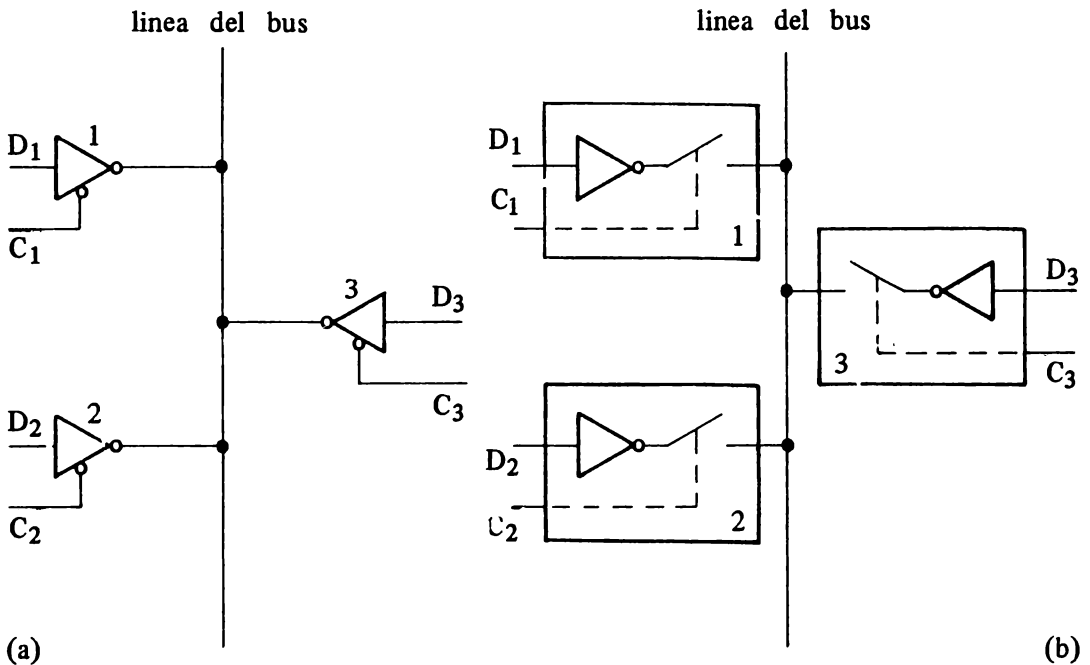 linea del bus
linea del bus
D1
1
C1
D1
C1
1
3
D3
C3
D3
3
C3
D2
2
C2
D2
C2
2
(a)
(b)